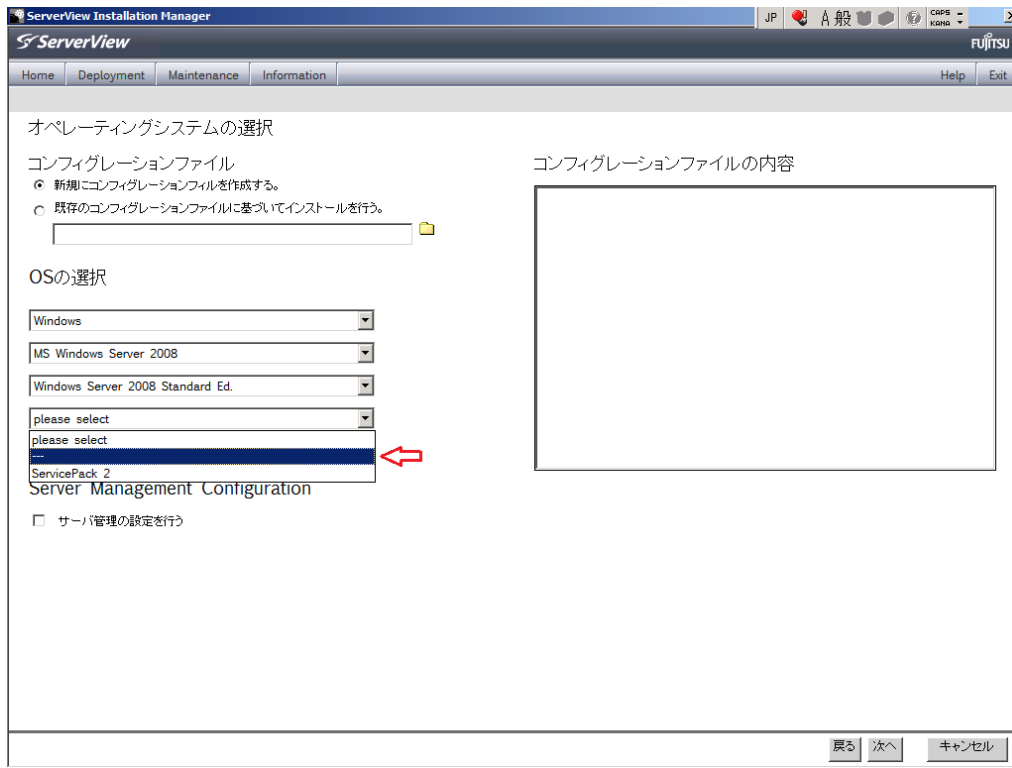 ServerView Installation Manager
JP A 般 CAPS KANA
ServerView
FUJITSU
Home Deployment Maintenance Information Help Exit
オペレーティングシステムの選択
コンフィグレーションファイル
新規にコンフィグレーションフィルを作成する。
既存のコンフィグレーションファイルに基づいてインストールを行う。
コンフィグレーションファイルの内容
OSの選択
Windows
MS Windows Server 2008
Windows Server 2008 Standard Ed.
please select
please select
---
ServicePack 2
Server Management Configuration
サーバ管理の設定を行う
戻る 次へ キャンセル